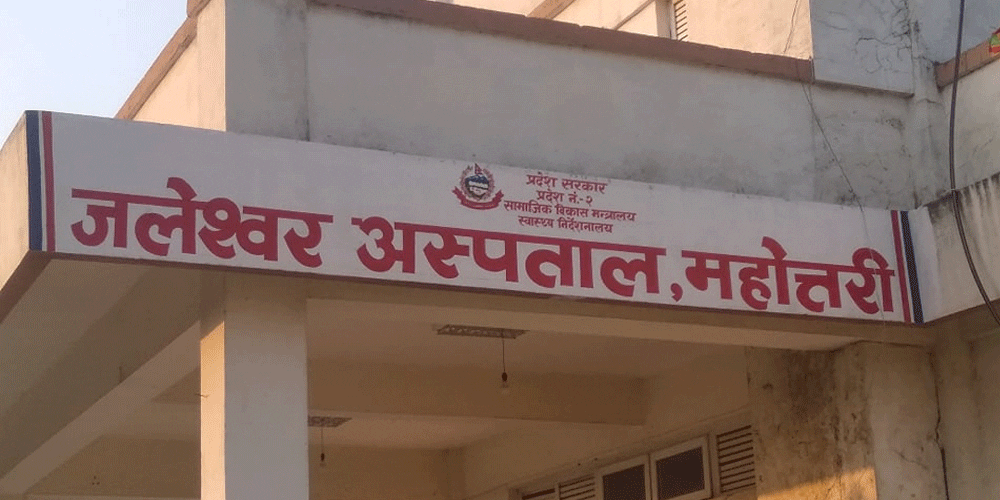 प्रदेश सरकार
प्रदेश नं.-२
सामाजिक विकास मन्त्रालय
स्वास्थ्य निर्देशनालय
जलेश्वर अस्पताल, महोत्तरी